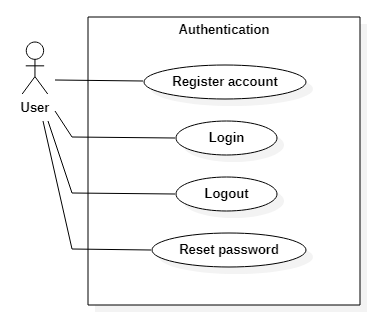 Authentication
Register account
User
Login
Logout
Reset password